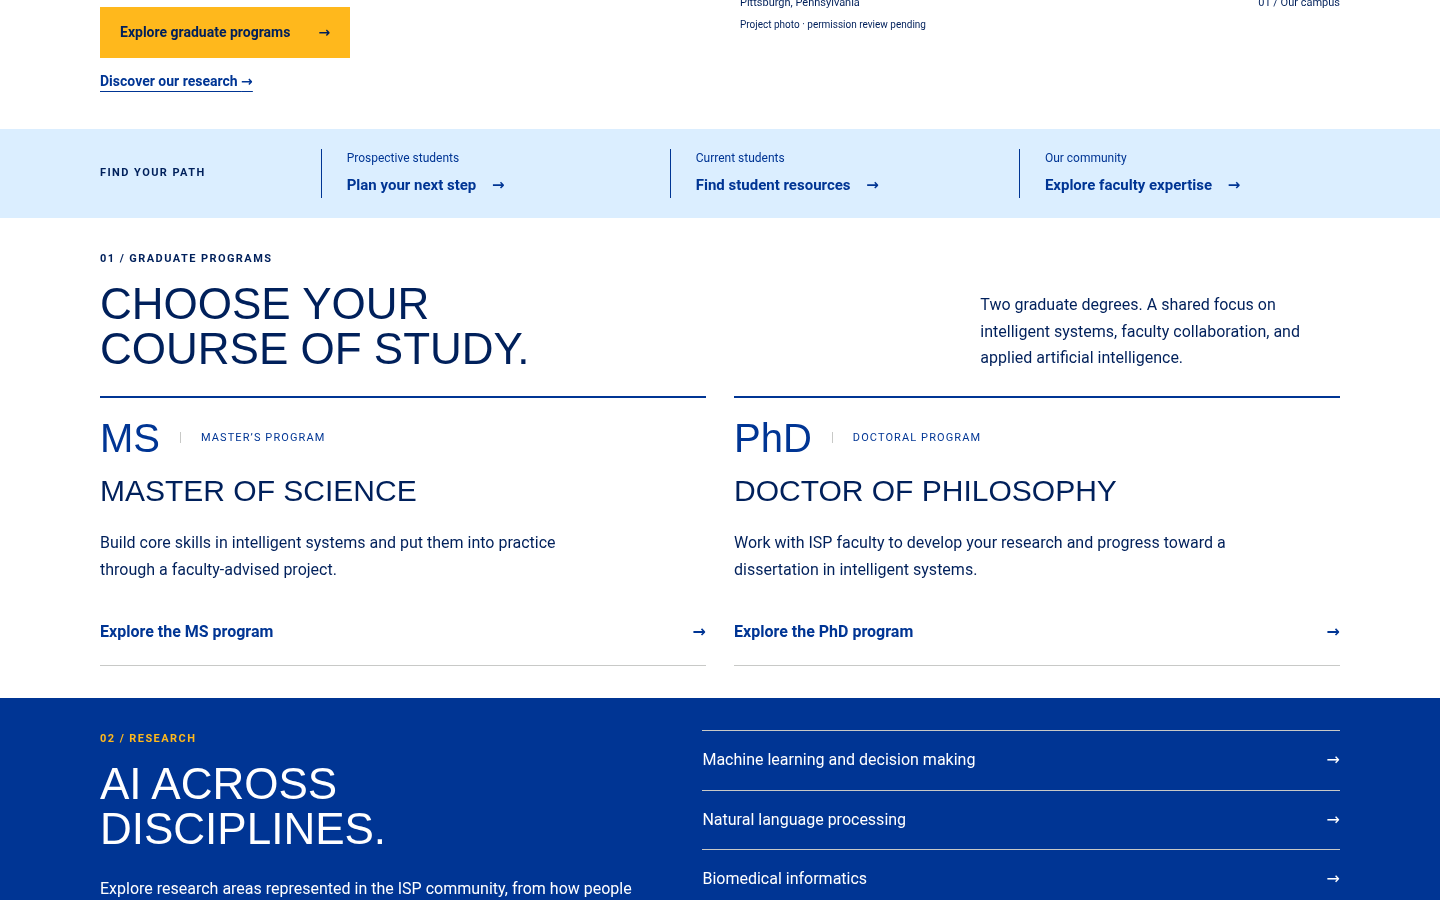 Pittsburgh, Pennsylvania
01 / Our campus
Explore graduate programs →
Project photo · permission review pending
Discover our research →
FIND YOUR PATH
Prospective students
Plan your next step →
Current students
Find student resources →
Our community
Explore faculty expertise →
01 / GRADUATE PROGRAMS
CHOOSE YOUR
COURSE OF STUDY.
Two graduate degrees. A shared focus on
intelligent systems, faculty collaboration, and
applied artificial intelligence.
MS
MASTER'S PROGRAM
MASTER OF SCIENCE
Build core skills in intelligent systems and put them into practice
through a faculty-advised project.
Explore the MS program →
PhD
DOCTORAL PROGRAM
DOCTOR OF PHILOSOPHY
Work with ISP faculty to develop your research and progress toward a
dissertation in intelligent systems.
Explore the PhD program →
02 / RESEARCH
AI ACROSS
DISCIPLINES.
Explore research areas represented in the ISP community, from how people
Machine learning and decision making →
Natural language processing →
Biomedical informatics →